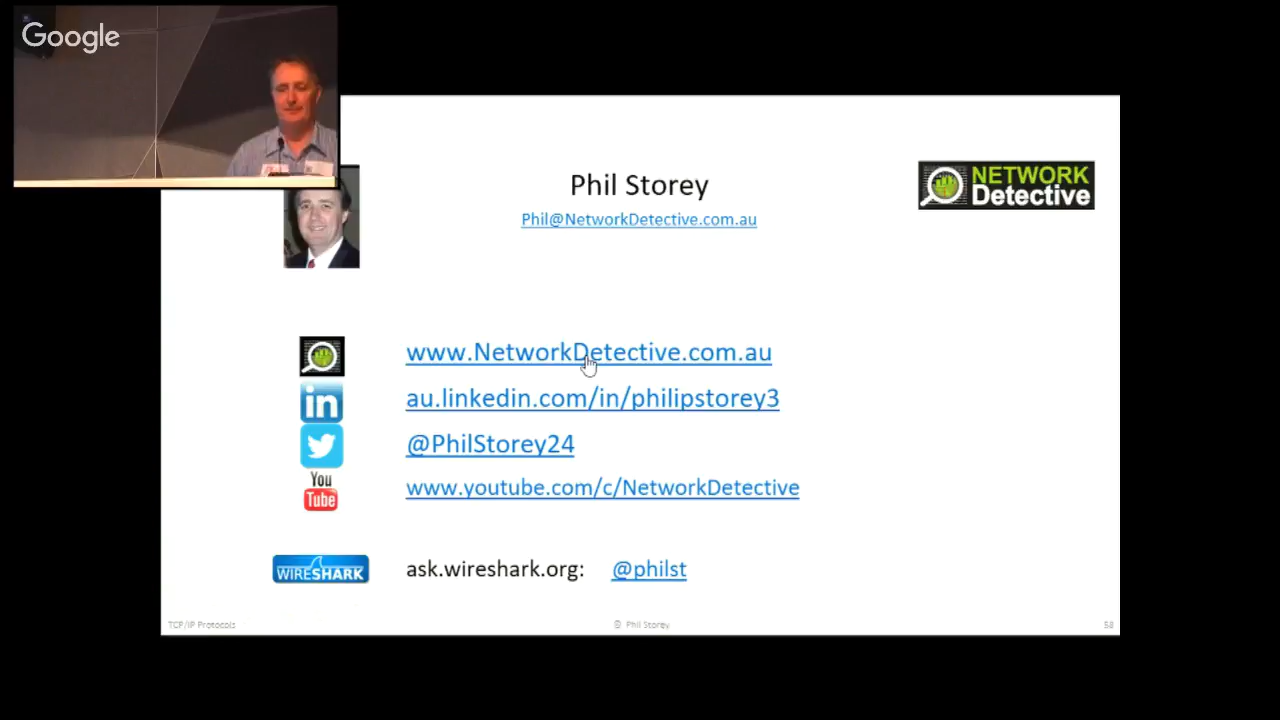 Google
Phil Storey
Phil@NetworkDetective.com.au
NETWORK
Detective
www.NetworkDetective.com.au
in
au.linkedin.com/in/philipstorey3
@PhilStorey24
You
Tube
www.youtube.com/c/NetworkDetective
WIRESHARK
ask.wireshark.org: @philst
TCP/IP Protocols
© Phil Storey
58